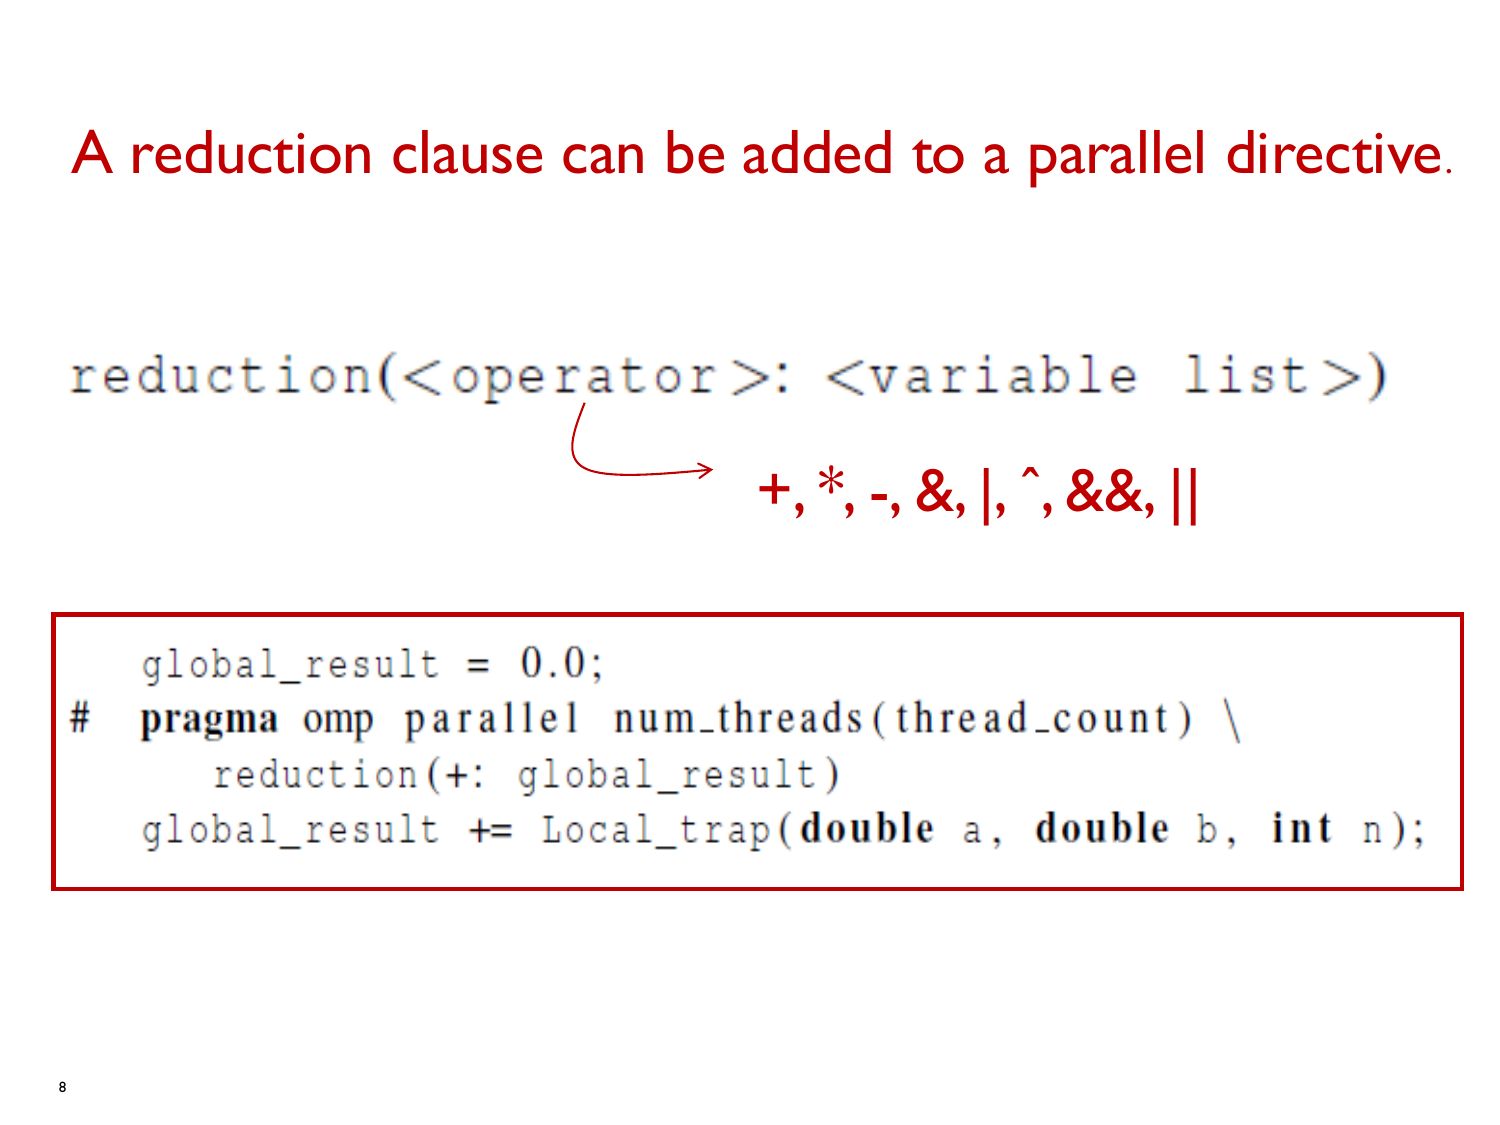 A reduction clause can be added to a parallel directive.
reduction(<operator>: <variable list>)
+, *, -, &, |, ˆ, &&, ||
global_result = 0.0;
# pragma omp parallel num_threads(thread_count) \
reduction(+: global_result)
global_result += Local_trap(double a, double b, int n);
8